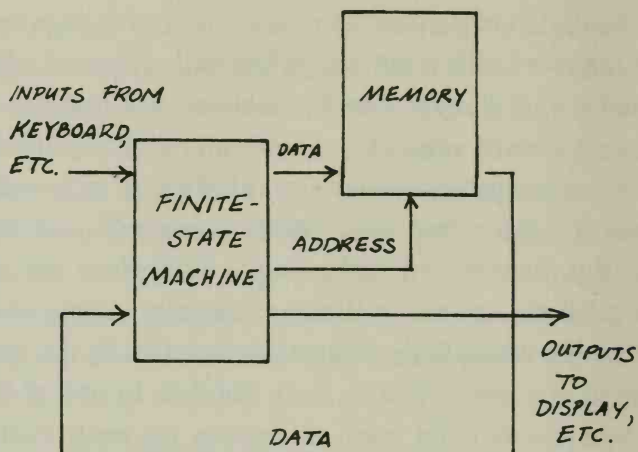 INPUTS FROM
KEYBOARD,
ETC.
MEMORY
DATA
FINITE-
STATE
MACHINE
ADDRESS
OUTPUTS
TO
DISPLAY,
ETC.
DATA